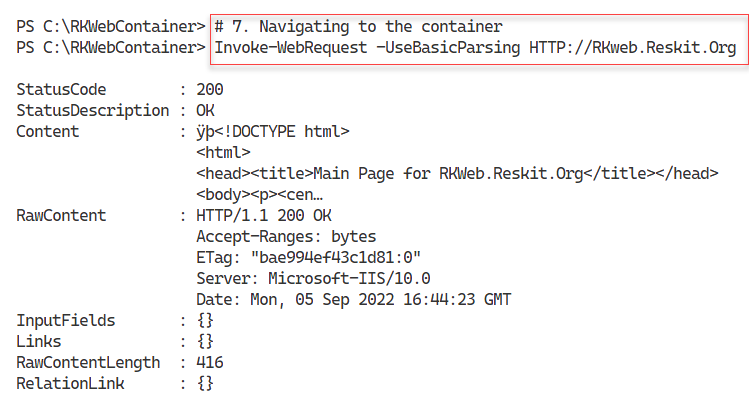 PS C:\RKWebContainer> # 7. Navigating to the container
PS C:\RKWebContainer> Invoke-WebRequest -UseBasicParsing HTTP://RKweb.Reskit.Org
StatusCode : 200
StatusDescription : OK
Content : ÿþ<!DOCTYPE html>
<html>
<head><title>Main Page for RKWeb.Reskit.Org</title></head>
<body><p><cen…
RawContent : HTTP/1.1 200 OK
Accept-Ranges: bytes
ETag: "bae994ef43c1d81:0"
Server: Microsoft-IIS/10.0
Date: Mon, 05 Sep 2022 16:44:23 GMT
InputFields : {}
Links : {}
RawContentLength : 416
RelationLink : {}